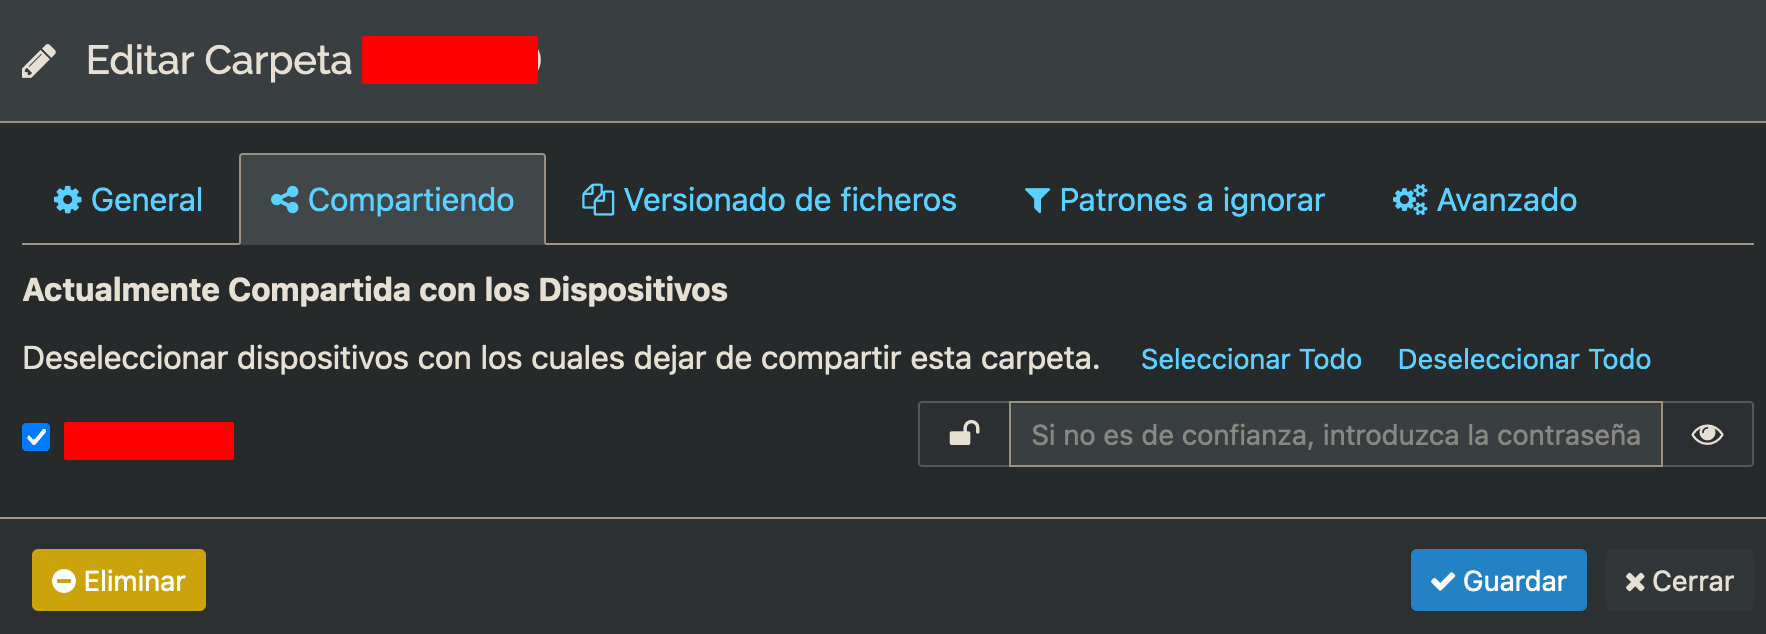 Editar Carpeta )
General Compartiendo Versionado de ficheros Patrones a ignorar Avanzado
Actualmente Compartida con los Dispositivos
Deseleccionar dispositivos con los cuales dejar de compartir esta carpeta. Seleccionar Todo Deseleccionar Todo
Si no es de confianza, introduzca la contraseña
Eliminar Guardar Cerrar